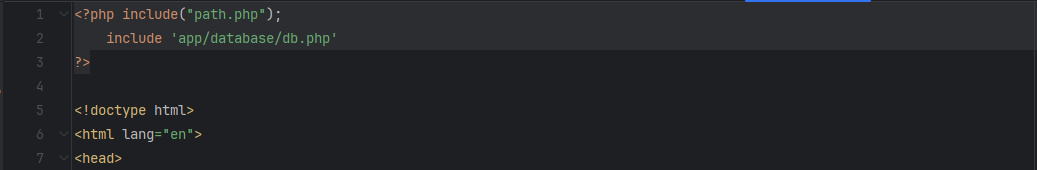 1 <?php include("path.php");
2 include 'app/database/db.php'
3 ?>
4
5 <!doctype html>
6 <html lang="en">
7 <head>